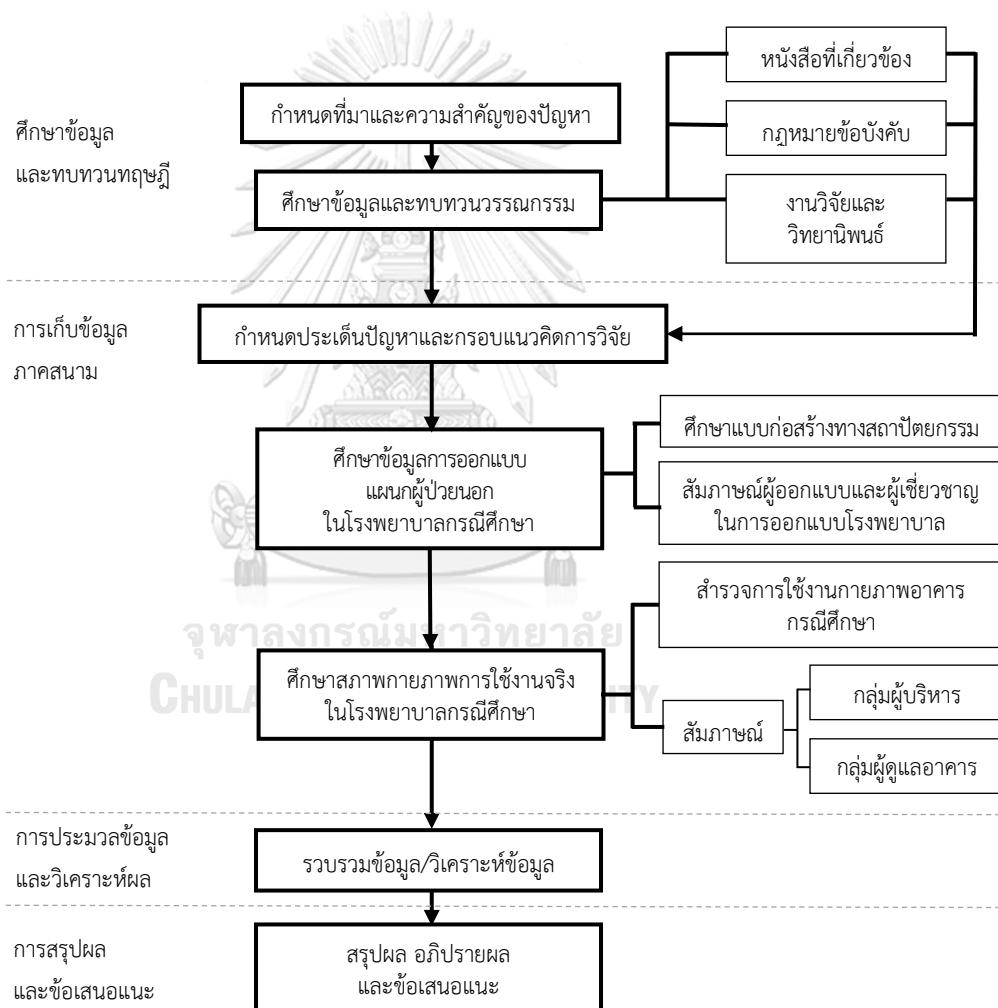 หนังสือที่เกี่ยวข้อง
กำหนดที่มาและความสำคัญของปัญหา
ศึกษาข้อมูล
และทบทวนทฤษฎี
กฎหมายข้อบังคับ
ศึกษาข้อมูลและทบทวนวรรณกรรม
งานวิจัยและ
วิทยานิพนธ์
การเก็บข้อมูล
ภาคสนาม
กำหนดประเด็นปัญหาและกรอบแนวคิดการวิจัย
ศึกษาข้อมูลการออกแบบ
แผนกผู้ป่วยนอก
ในโรงพยาบาลกรณีศึกษา
ศึกษาแบบก่อสร้างทางสถาปัตยกรรม
สัมภาษณ์ผู้ออกแบบและผู้เชี่ยวชาญ
ในการออกแบบโรงพยาบาล
สำรวจการใช้งานกายภาพอาคาร
กรณีศึกษา
จุฬาลงกรณ์มหาวิทยาลัย
ศึกษาสภาพกายภาพการใช้งานจริง
ในโรงพยาบาลกรณีศึกษา
สัมภาษณ์
กลุ่มผู้บริหาร
กลุ่มผู้ดูแลอาคาร
การประมวลข้อมูล
และวิเคราะห์ผล
รวบรวมข้อมูล/วิเคราะห์ข้อมูล
การสรุปผล
และข้อเสนอแนะ
สรุปผล อภิปรายผล
และข้อเสนอแนะ